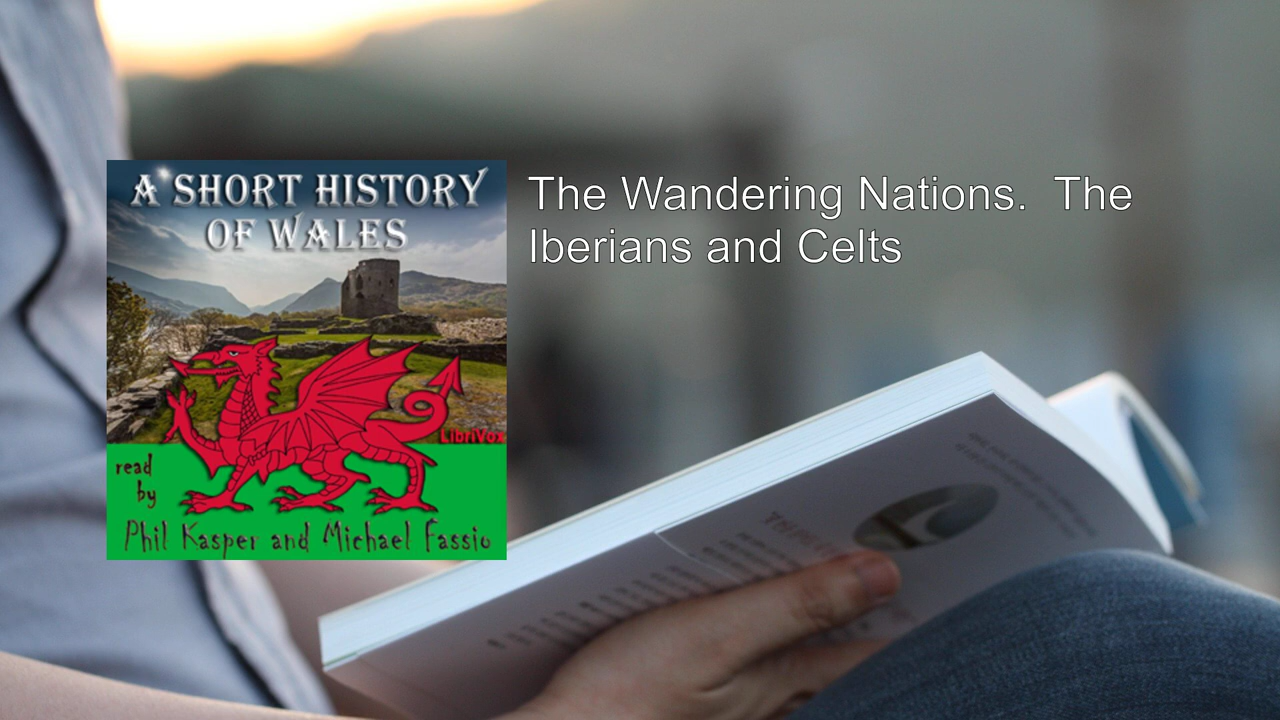 A SHORT HISTORY
OF WALES
LibriVox
read
by
Phil Kasper and Michael Fassio
The Wandering Nations.  The
Iberians and Celts